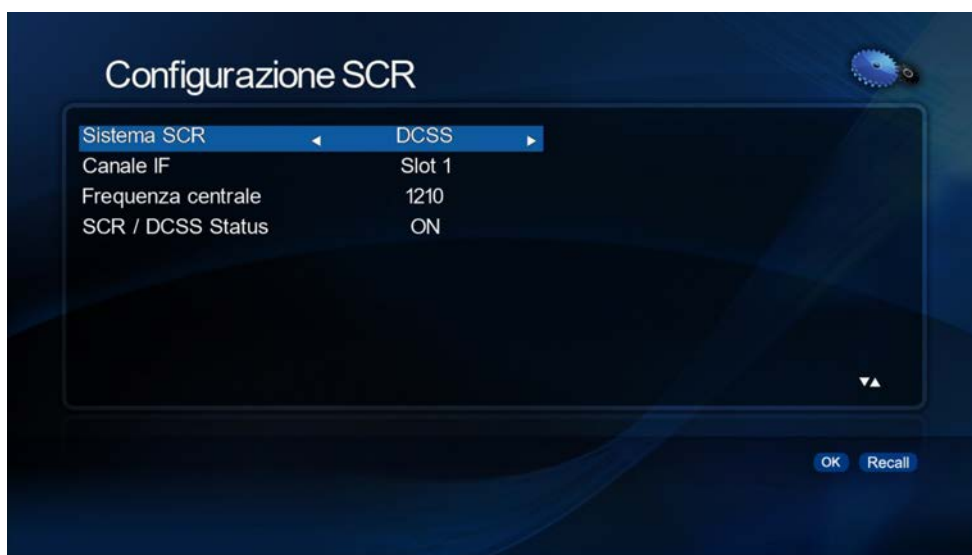 Configurazione SCR
Sistema SCR DCSS
Canale IF Slot 1
Frequenza centrale 1210
SCR / DCSS Status ON
OK Recall